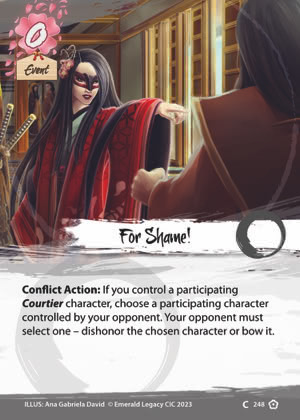 0
Event
For Shame!
Conflict Action: If you control a participating
Courtier character, choose a participating character
controlled by your opponent. Your opponent must
select one – dishonor the chosen character or bow it.
ILLUS: Ana Gabriela David © Emerald Legacy CIC 2023
C 248